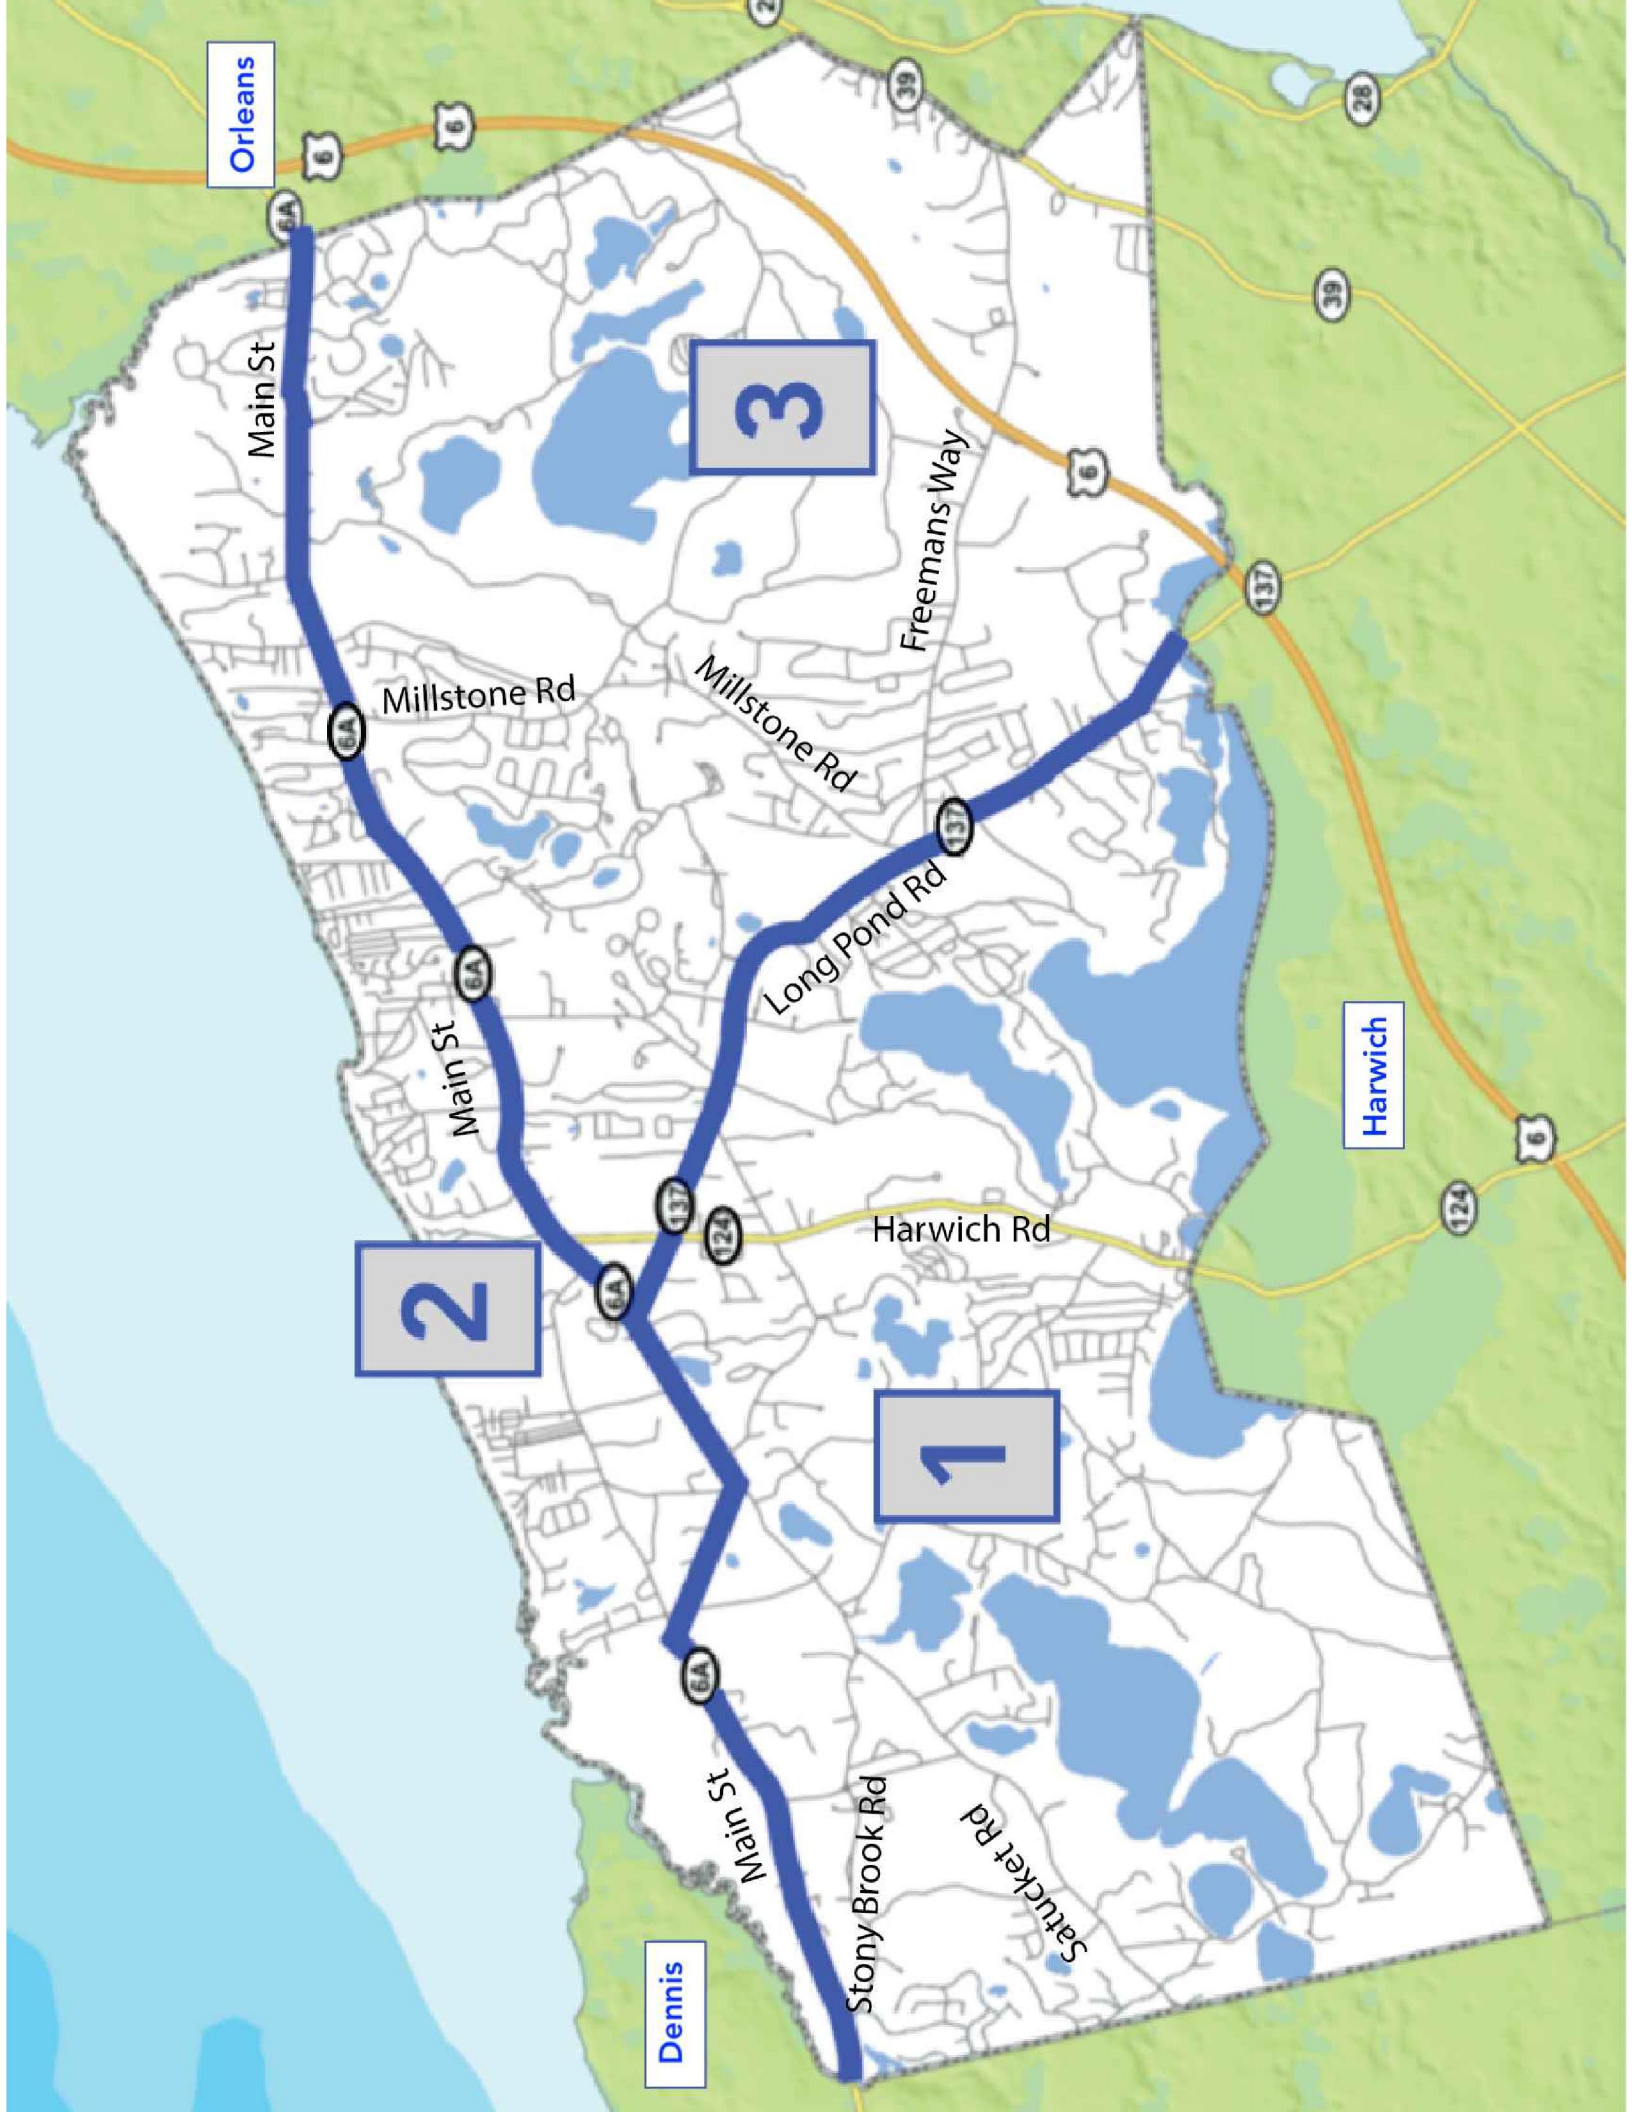 Orleans
6
6
6A
2
39
28
Main St
39
3
Freemans Way
6
137
6A
Millstone Rd
Millstone Rd
137
Long Pond Rd
6A
Main St
Harwich
6
124
137
124
Harwich Rd
6A
2
1
6A
Main St
Stony Brook Rd
Satucket Rd
Dennis